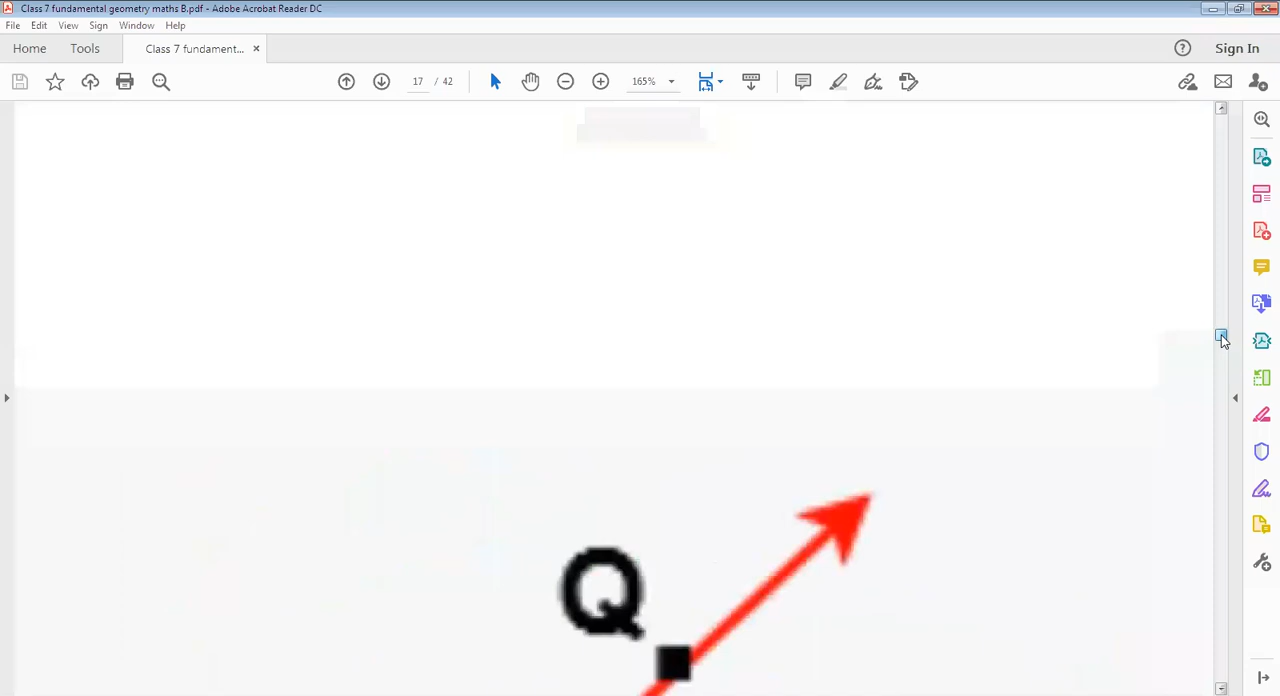 Class 7 fundamental geometry maths B.pdf - Adobe Acrobat Reader DC
File Edit View Sign Window Help
Home Tools Class 7 fundament... × Sign In
17 / 42 165%
Q